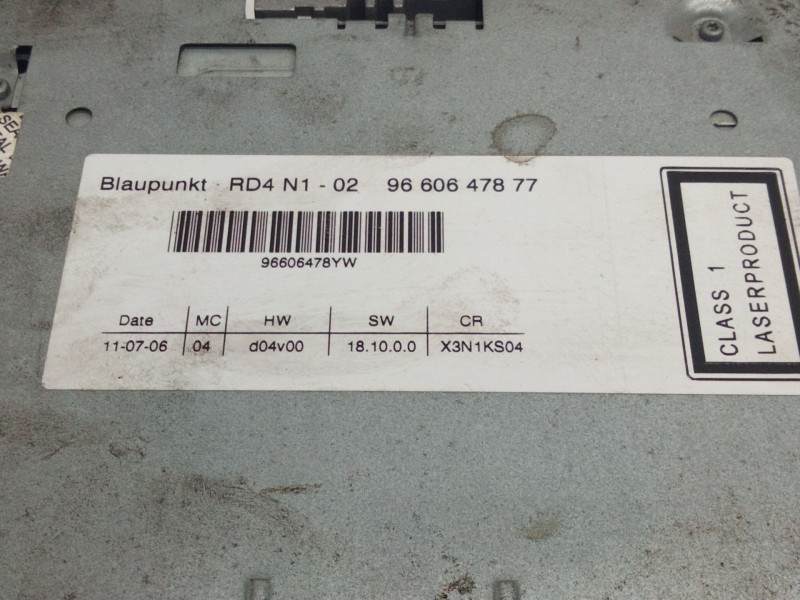 Blaupunkt RD4 N1 - 02 96 606 478 77
96606478YW
Date MC HW SW CR
11-07-06 04 d04v00 18.10.0.0 X3N1KS04
CLASS 1
LASERPRODUCT